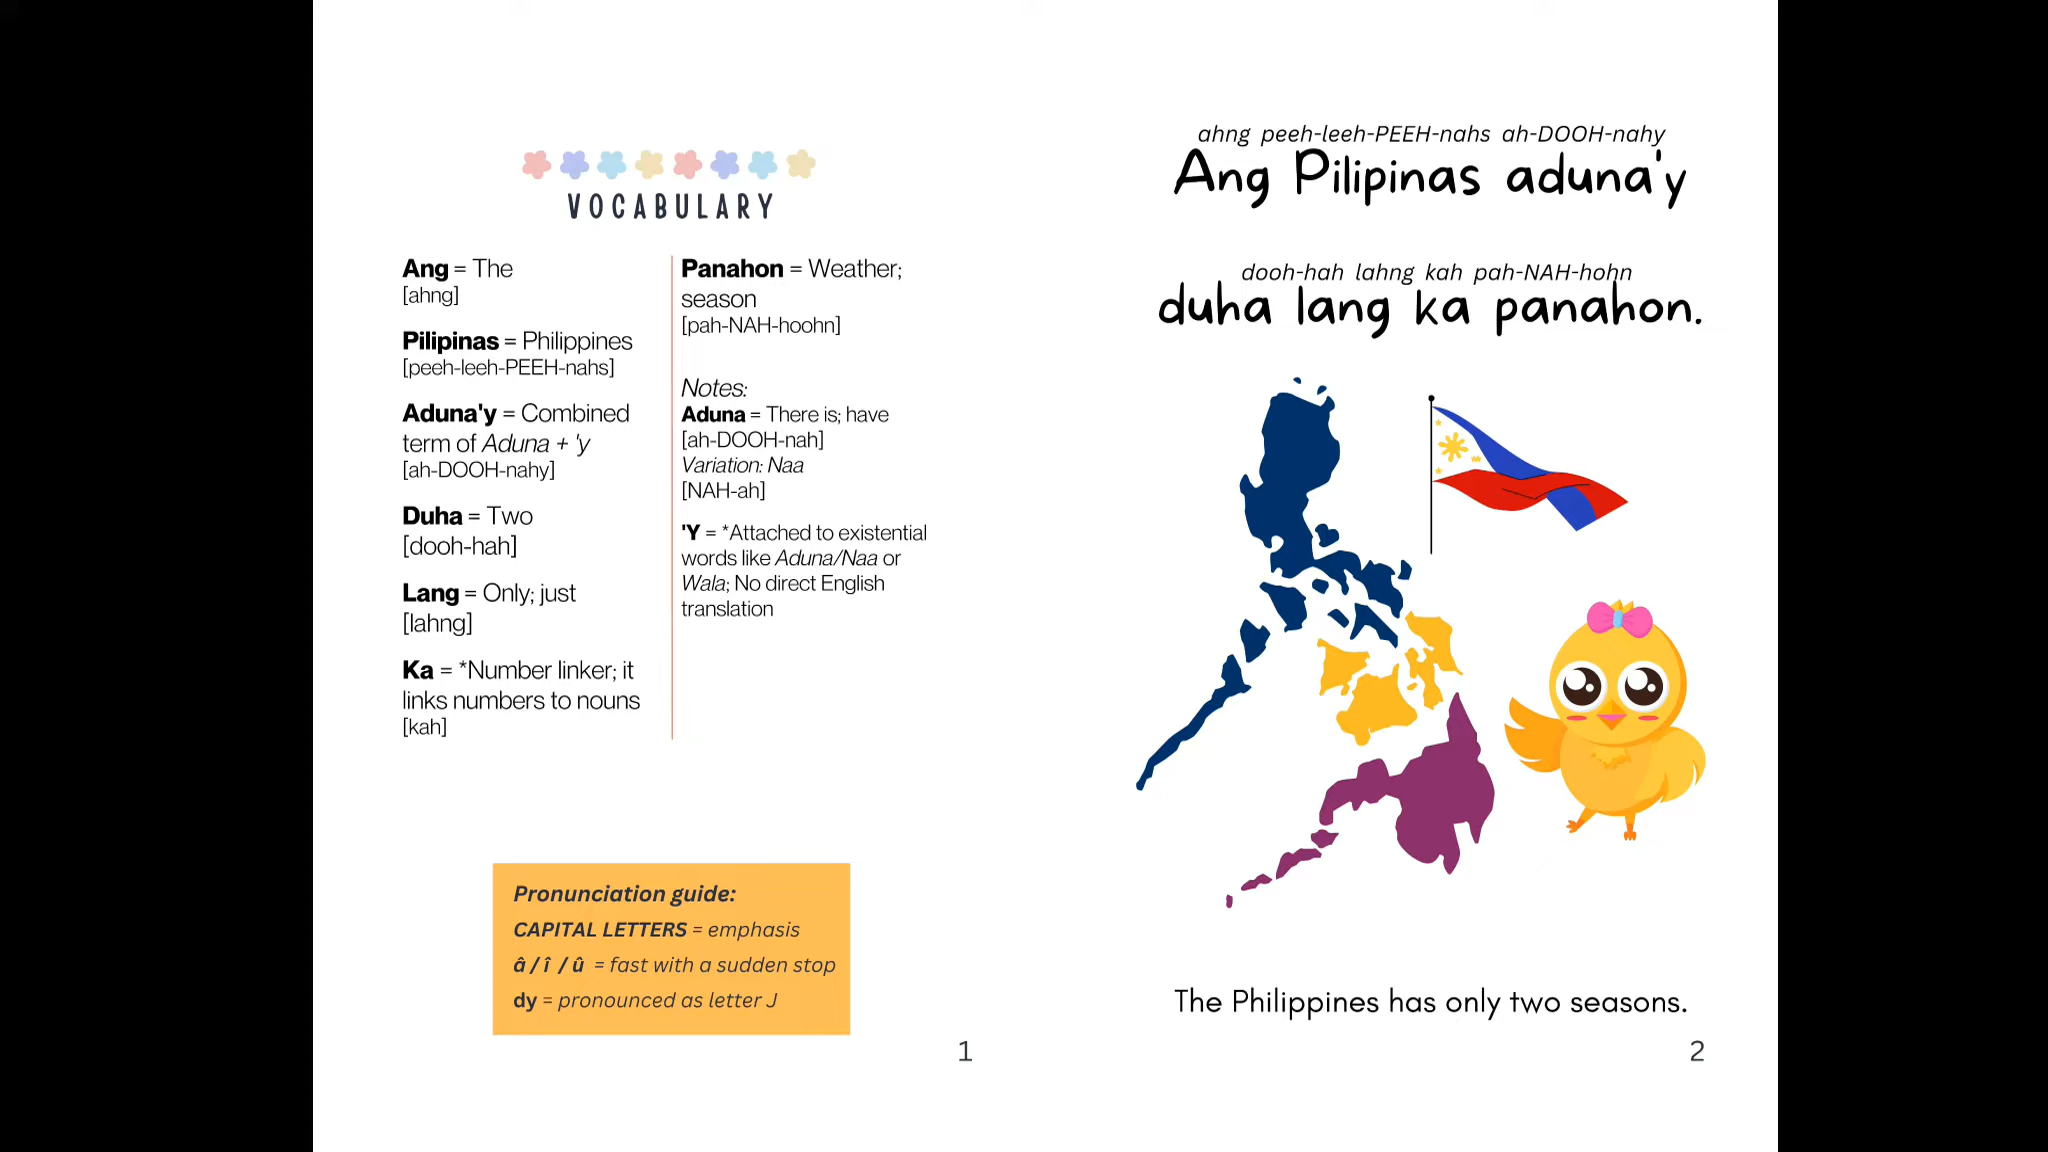 VOCABULARY
Ang = The
[ahng]
Pilipinas = Philippines
[peeh-leeh-PEEH-nahs]
Aduna'y = Combined
term of Aduna + 'y
[ah-DOOH-nahy]
Duha = Two
[dooh-hah]
Lang = Only; just
[lahng]
Ka = *Number linker; it
links numbers to nouns
[kah]
Panahon = Weather;
season
[pah-NAH-hoohn]
Notes:
Aduna = There is; have
[ah-DOOH-nah]
Variation: Naa
[NAH-ah]
'Y = *Attached to existential
words like Aduna/Naa or
Wala; No direct English
translation
Pronunciation guide:
CAPITAL LETTERS = emphasis
â / î / û = fast with a sudden stop
dy = pronounced as letter J
1
ahng peeh-leeh-PEEH-nahs ah-DOOH-nahy
Ang Pilipinas aduna'y
dooh-hah lahng kah pah-NAH-hohn
duha lang ka panahon.
The Philippines has only two seasons.
2